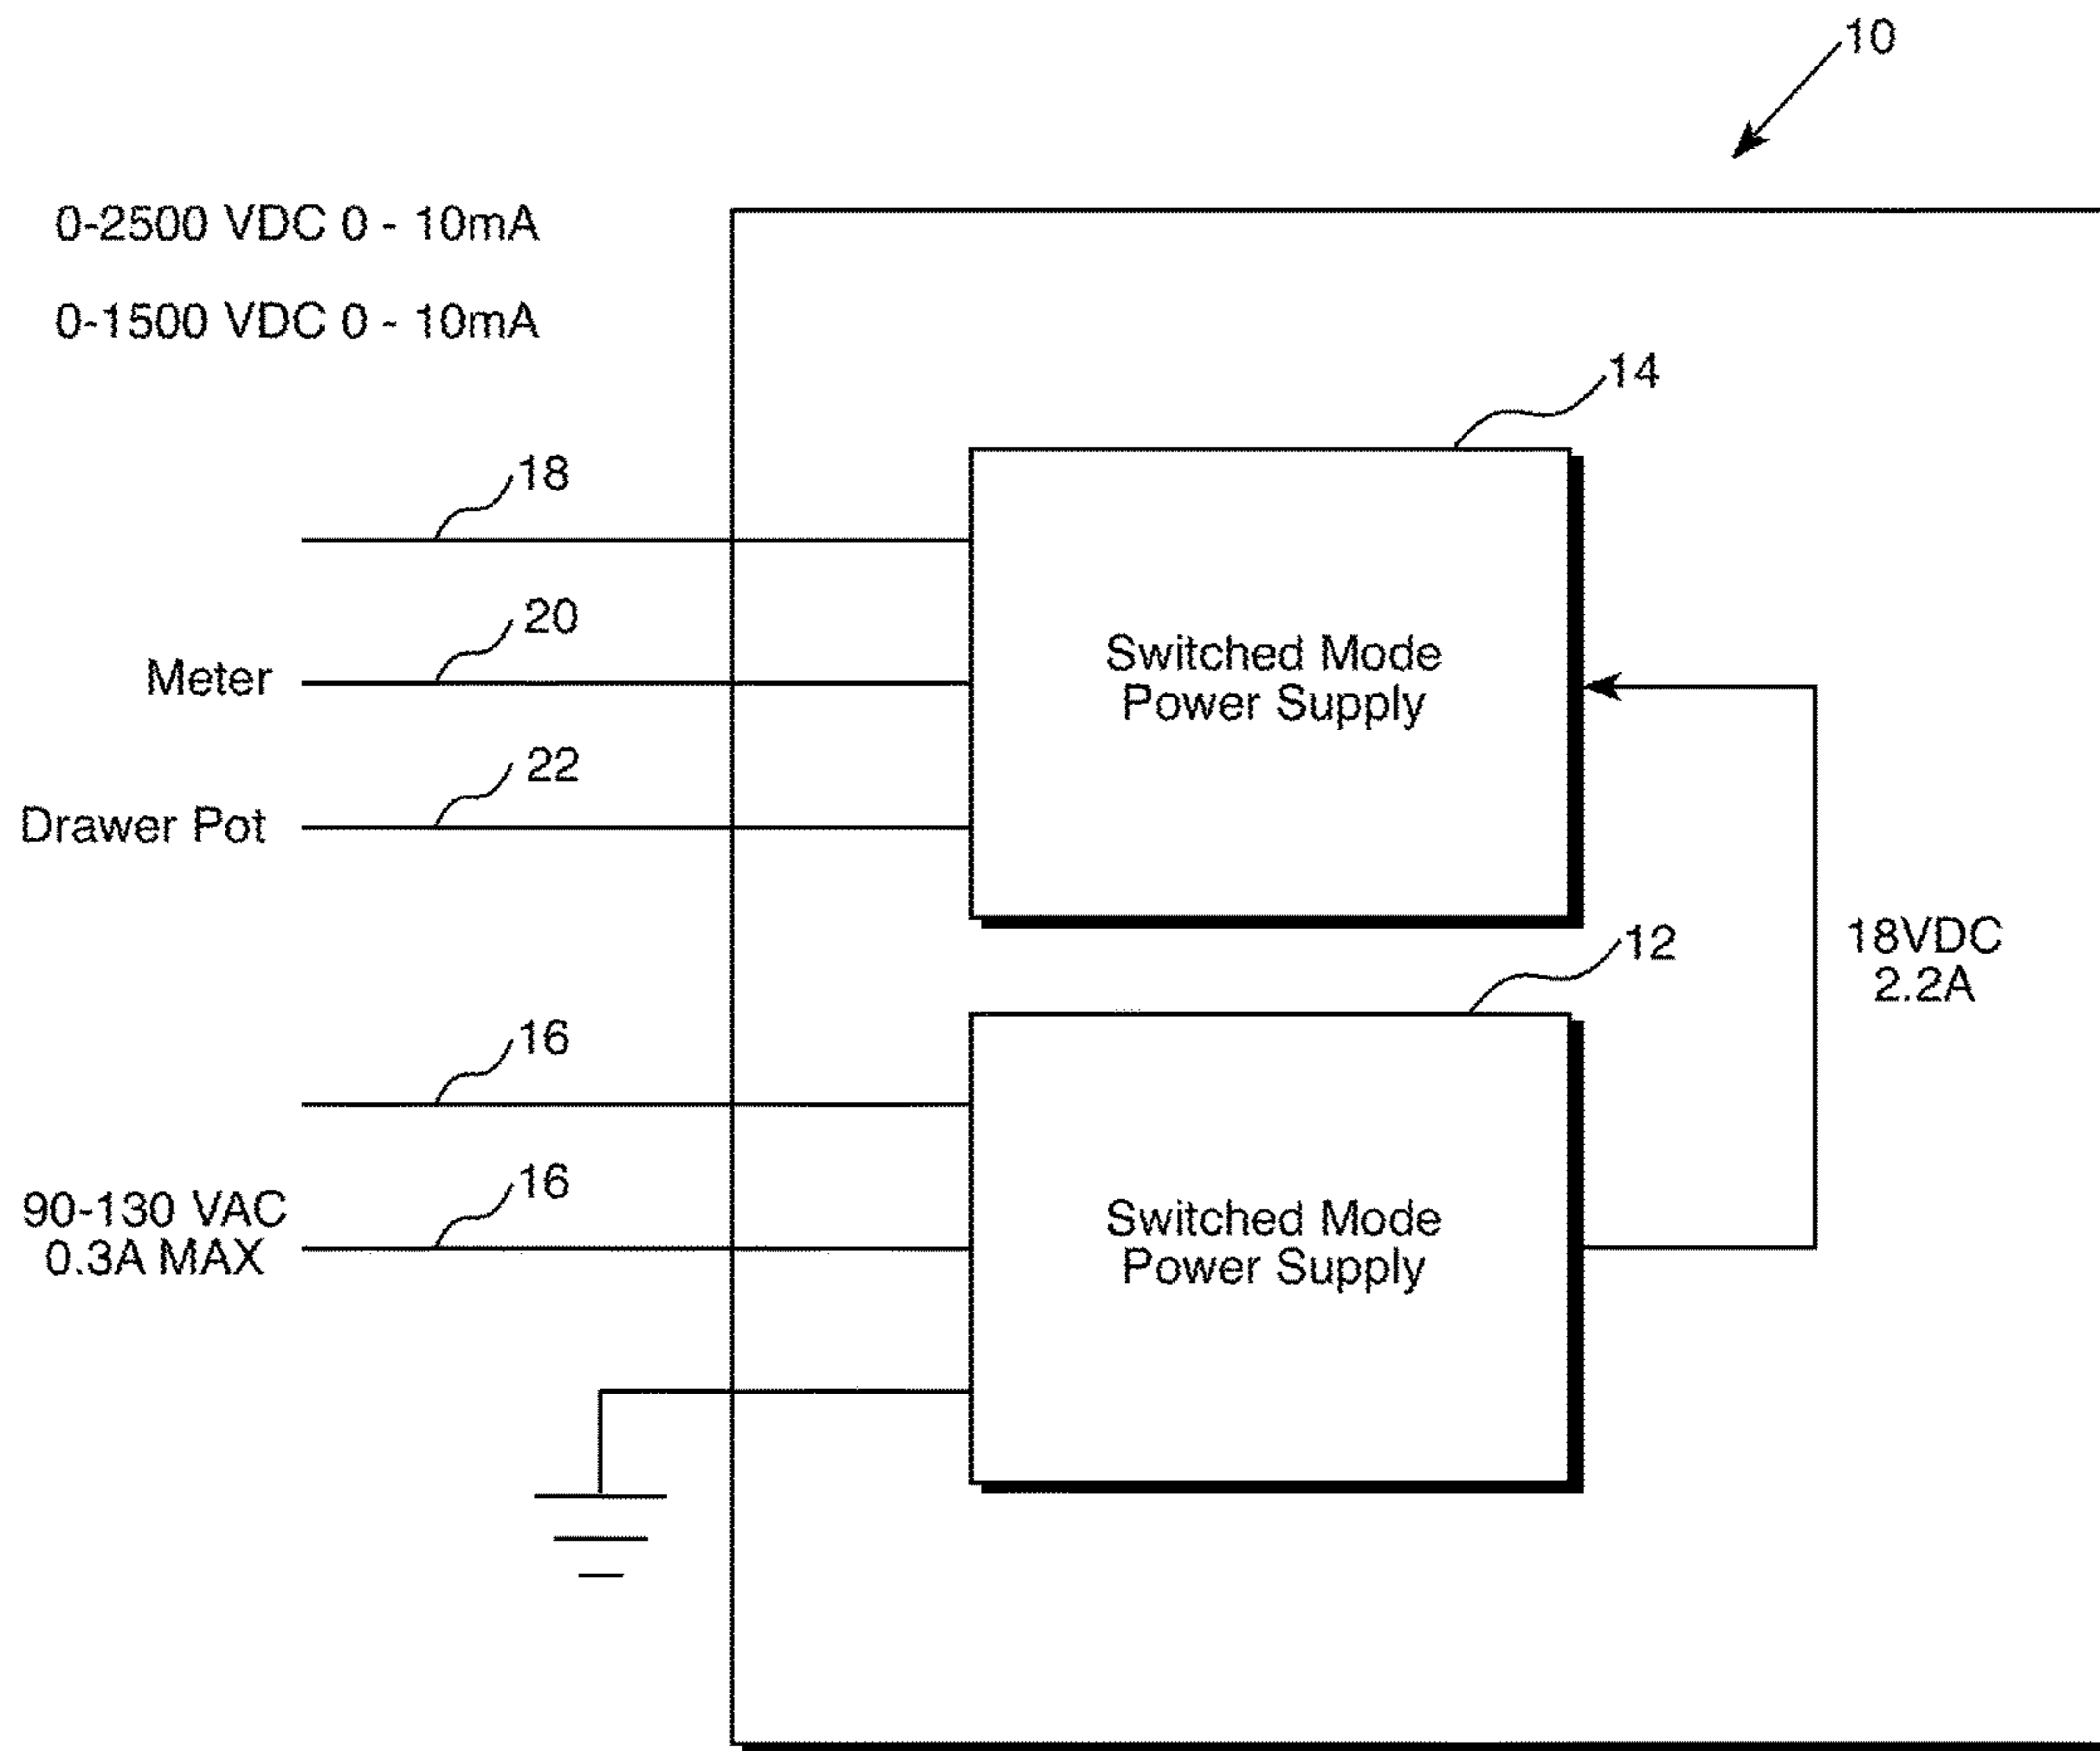 10
0-2500 VDC 0 - 10mA
0-1500 VDC 0 - 10mA
14
18
20
Meter
Switched Mode
Power Supply
22
Drawer Pot
12
18VDC
2.2A
16
16
90-130 VAC
0.3A MAX
Switched Mode
Power Supply